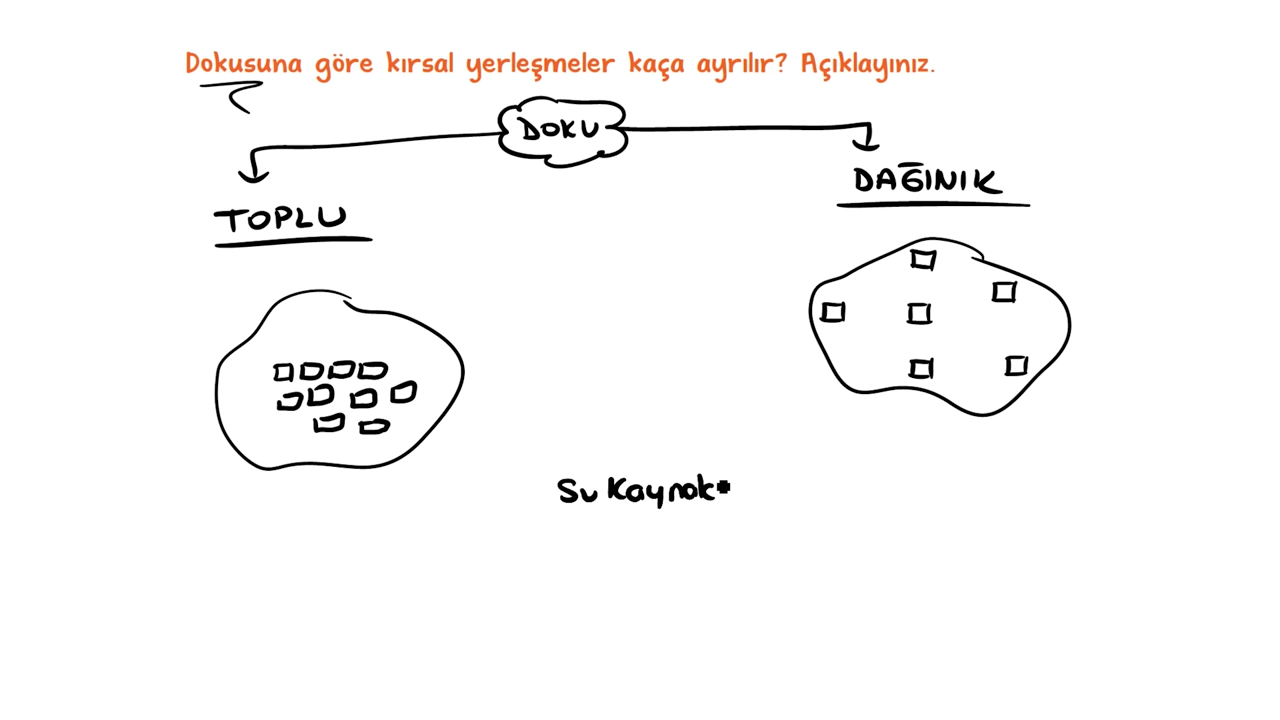 Dokusuna göre kırsal yerleşmeler kaça ayrılır? Açıklayınız.
DOKU
DAĞINIK
TOPLU
Su Kaynak